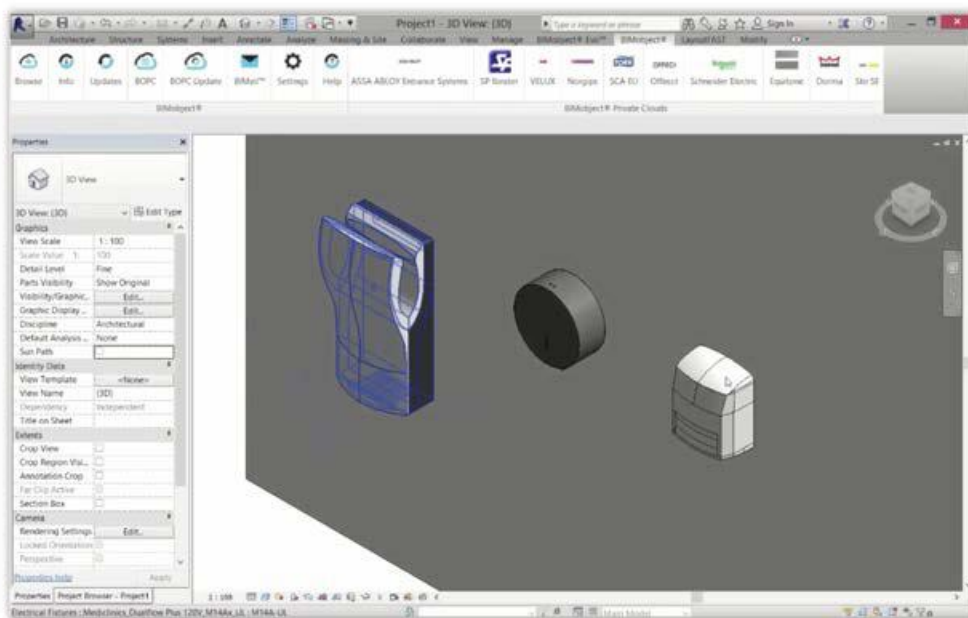 Project1 - 3D View: {3D}
Type a keyword or phrase
Sign In
Architecture Structure Systems Insert Annotate Analyze Massing & Site Collaborate View Manage BIMobject® Modify
Browse Info Updates BOPC BOPC Update BIMail™ Settings Help ASSA ABLOY Entrance Systems VELUX Norgips SCA EU Offecct Schneider Electric Equitone Dorma
BIMobject® BIMobject® Private Clouds
Properties
3D View
3D View: {3D} Edit Type
Graphics
View Scale 1 : 100
Scale Value 1: 100
Detail Level Fine
Parts Visibility Show Original
Visibility/Graphic... Edit...
Graphic Display ... Edit...
Discipline Architectural
Default Analysis ... None
Sun Path
Identity Data
View Template <None>
View Name {3D}
Dependency Independent
Title on Sheet
Extents
Crop View
Crop Region Visi...
Annotation Crop
Far Clip Active
Section Box
Camera
Rendering Settings Edit...
Locked Orientation
Perspective
Properties help Apply
Properties Project Browser - Project1
1 : 100
Electrical Fixtures : Mediclinics_Dualflow Plus 120V_M14Ax_UL : M14A-UL
Main Model